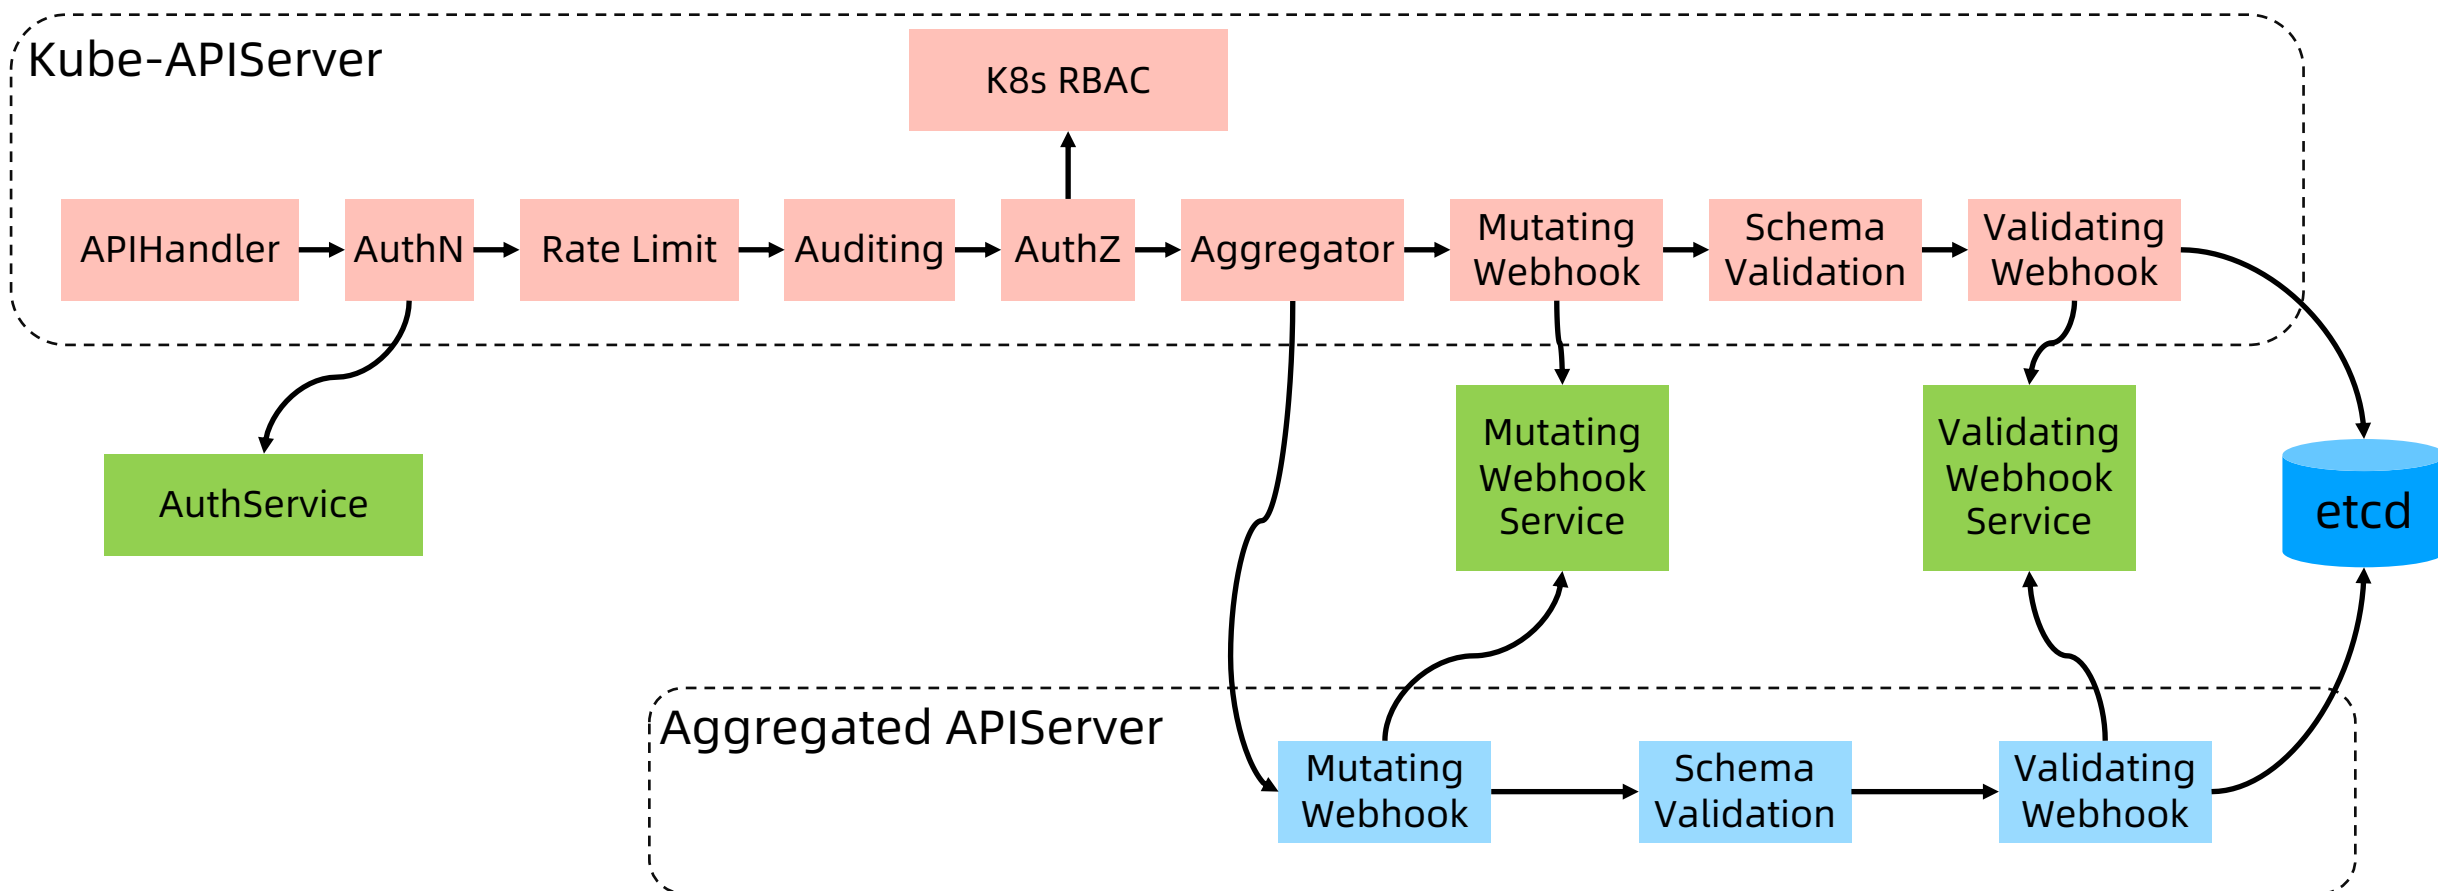 Kube-APIServer
K8s RBAC
APIHandler
AuthN
Rate Limit
Auditing
AuthZ
Aggregator
Mutating
Webhook
Schema
Validation
Validating
Webhook
AuthService
Mutating
Webhook
Service
Validating
Webhook
Service
etcd
Aggregated APIServer
Mutating
Webhook
Schema
Validation
Validating
Webhook